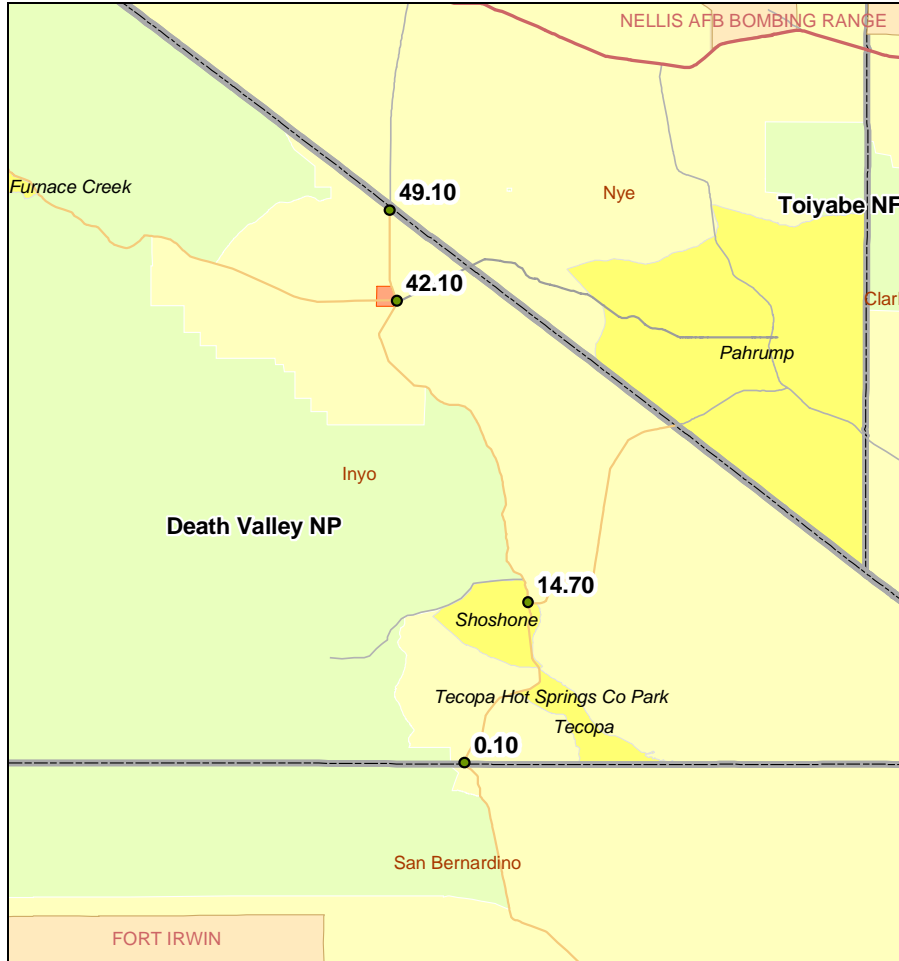 NELLIS AFB BOMBING RANGE
Furnace Creek
49.10
Nye
Toiyabe NF
42.10
Clar
Pahrump
Inyo
Death Valley NP
14.70
Shoshone
Tecopa Hot Springs Co Park
Tecopa
0.10
San Bernardino
FORT IRWIN